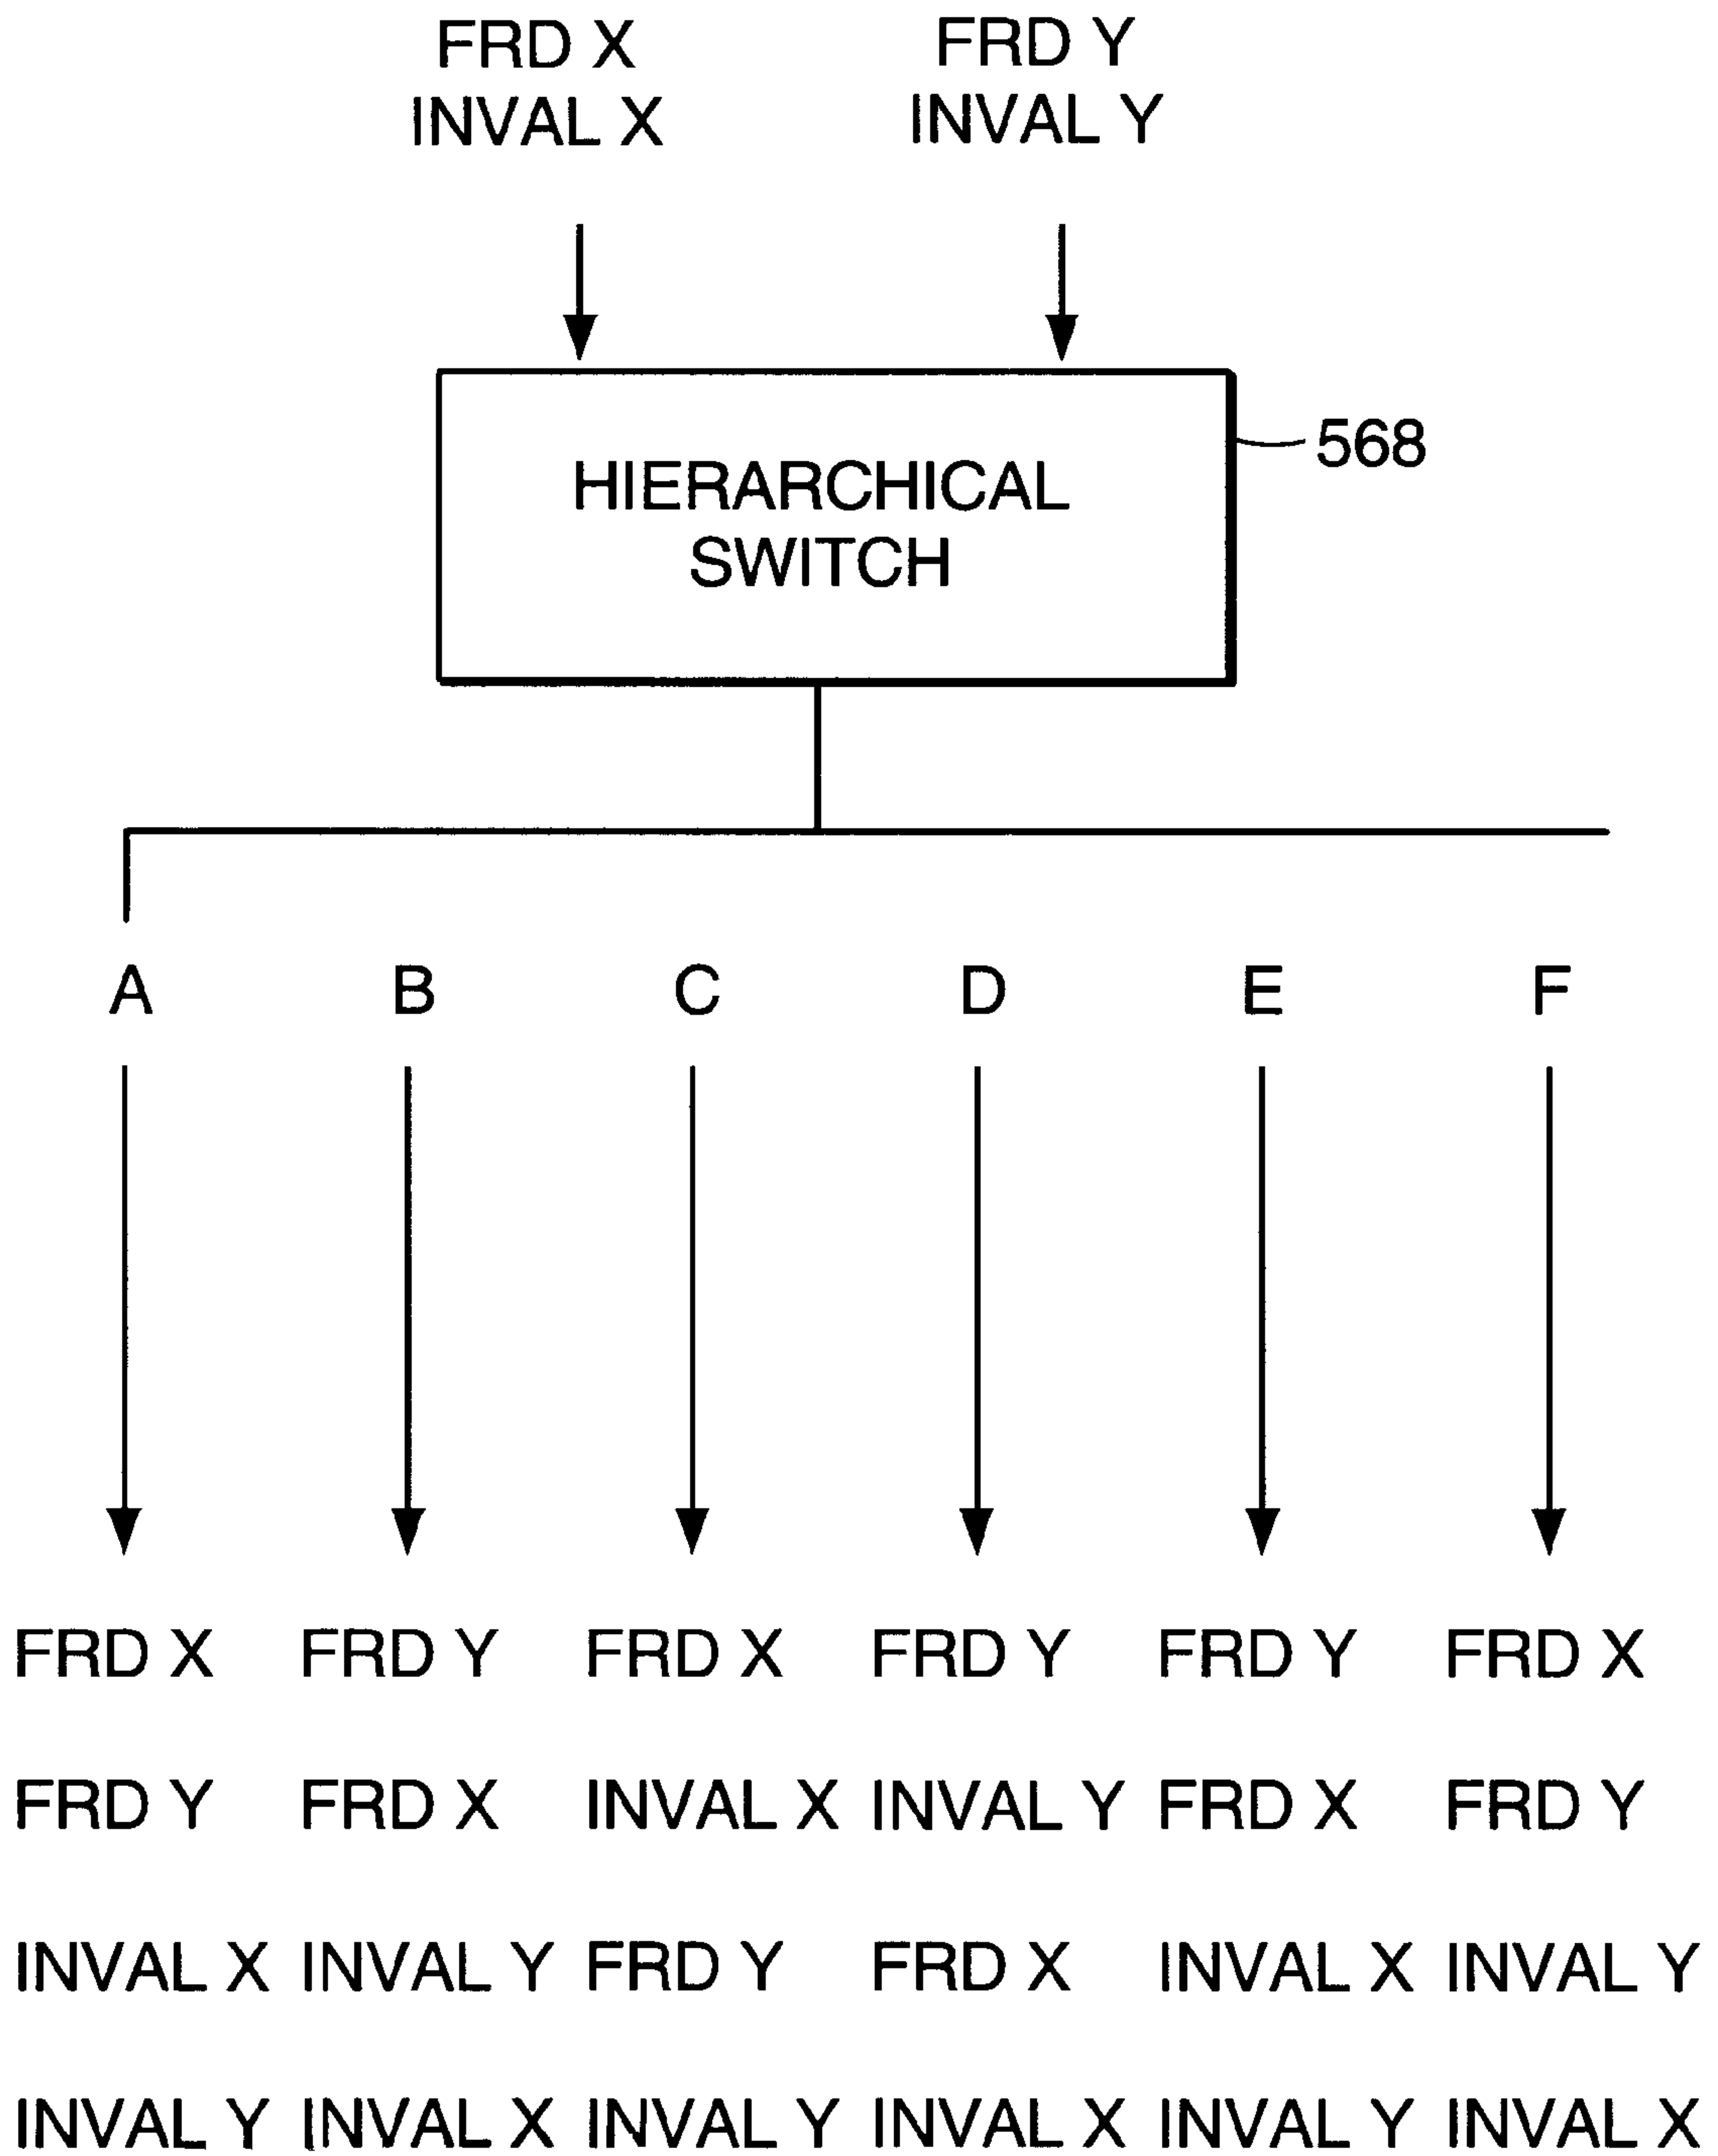 FRD X FRD Y
INVAL X INVAL Y
568
HIERARCHICAL
SWITCH
A B C D E F
FRD X FRD Y FRD X FRD Y FRD Y FRD X
FRD Y FRD X INVAL X INVAL Y FRD X FRD Y
INVAL X INVAL Y FRD Y FRD X INVAL X INVAL Y
INVAL Y INVAL X INVAL Y INVAL X INVAL Y INVAL X